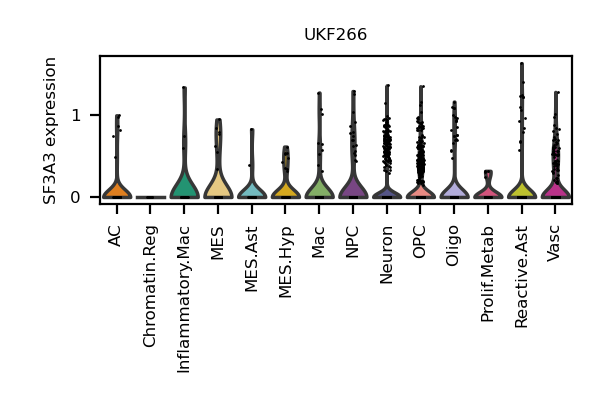 UKF266
SF3A3 expression
1
0
AC
Chromatin.Reg
Inflammatory.Mac
MES
MES.Ast
MES.Hyp
Mac
NPC
Neuron
OPC
Oligo
Prolif.Metab
Reactive.Ast
Vasc